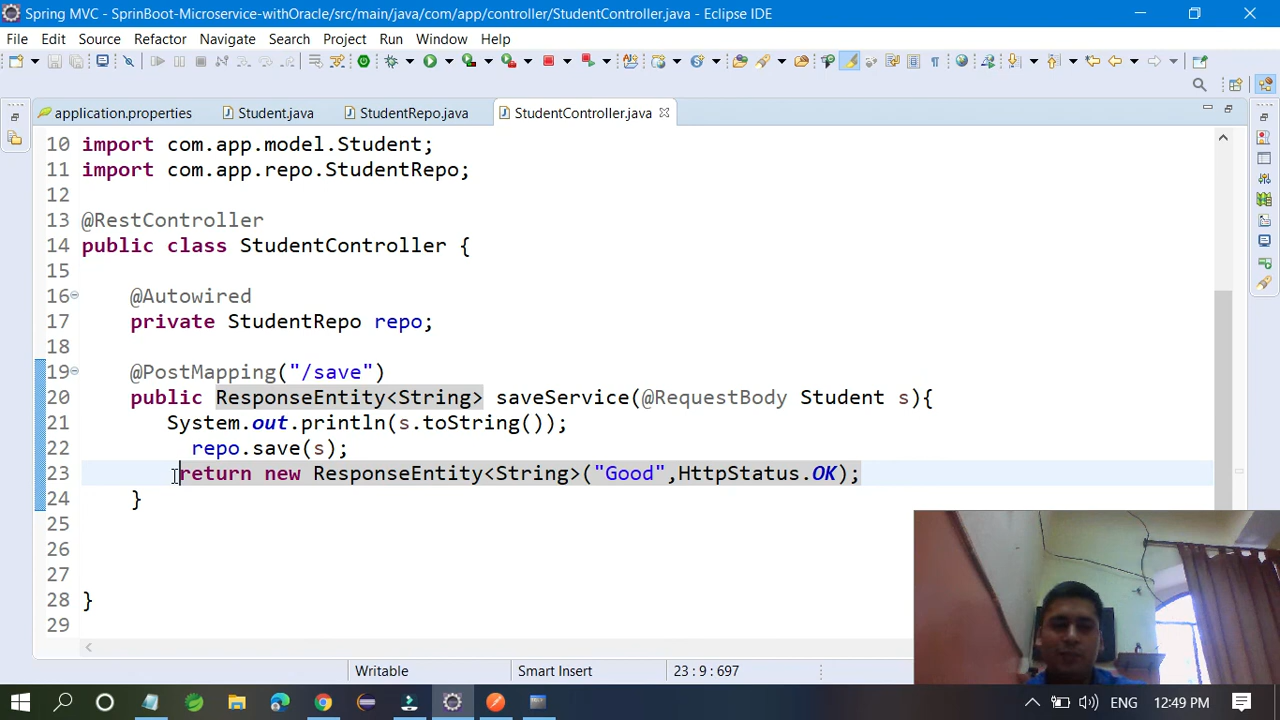 Spring MVC - SprinBoot-Microservice-withOracle/src/main/java/com/app/controller/StudentController.java - Eclipse IDE
File Edit Source Refactor Navigate Search Project Run Window Help
application.properties Student.java StudentRepo.java StudentController.java
10 import com.app.model.Student;
11 import com.app.repo.StudentRepo;
12
13 @RestController
14 public class StudentController {
15
16 @Autowired
17 private StudentRepo repo;
18
19 @PostMapping("/save")
20 public ResponseEntity<String> saveService(@RequestBody Student s){
21 System.out.println(s.toString());
22 repo.save(s);
23 return new ResponseEntity<String>("Good",HttpStatus.OK);
24 }
25
26
27
28 }
29
Writable Smart Insert 23 : 9 : 697
ENG 12:49 PM